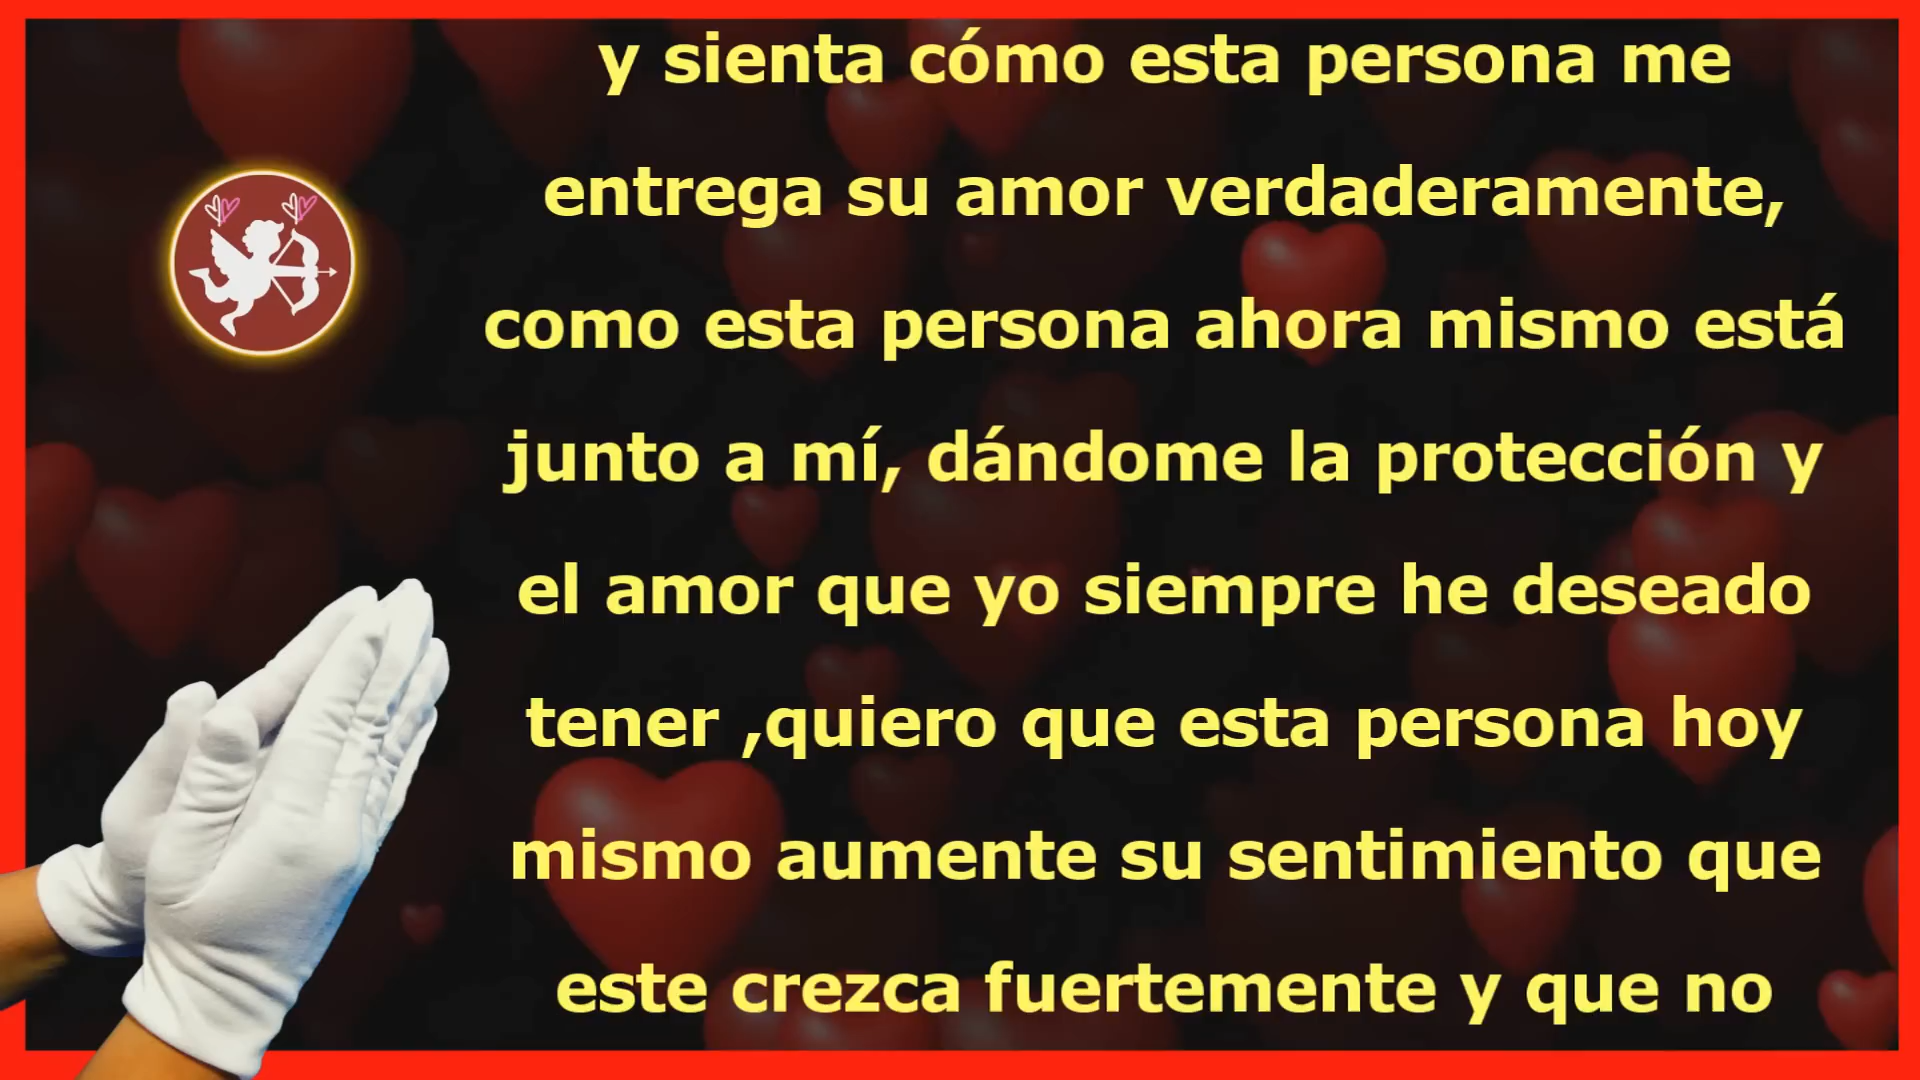 y sienta cómo esta persona me
entrega su amor verdaderamente,
como esta persona ahora mismo está
junto a mí, dándome la protección y
el amor que yo siempre he deseado
tener ,quiero que esta persona hoy
mismo aumente su sentimiento que
este crezca fuertemente y que no